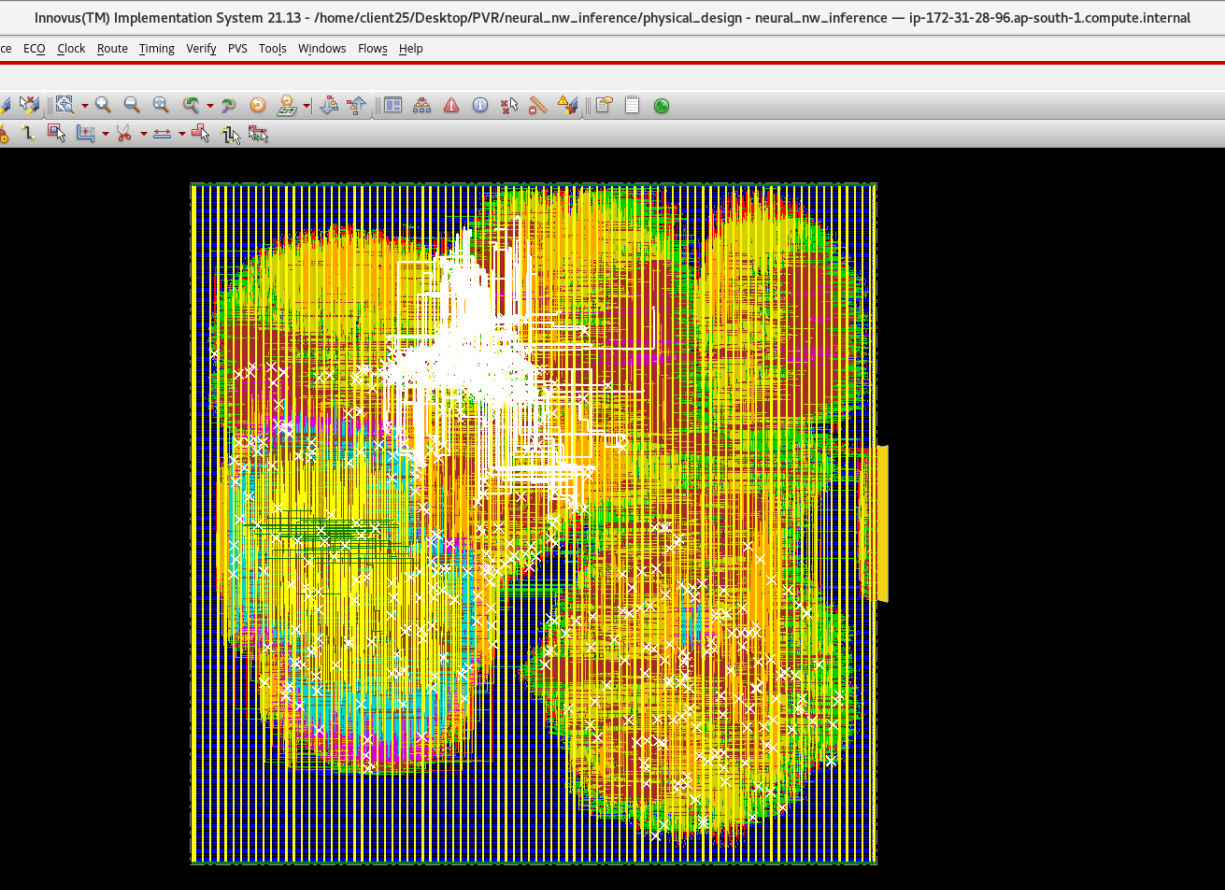 Innovus(TM) Implementation System 21.13 - /home/client25/Desktop/PVR/neural_nw_inference/physical_design - neural_nw_inference — ip-172-31-28-96.ap-south-1.compute.internal
ce ECO Clock Route Timing Verify PVS Tools Windows Flows Help